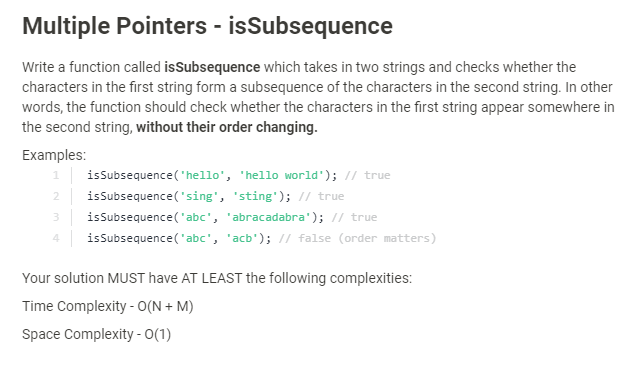 Multiple Pointers - isSubsequence
Write a function called isSubsequence which takes in two strings and checks whether the
characters in the first string form a subsequence of the characters in the second string. In other
words, the function should check whether the characters in the first string appear somewhere in
the second string, without their order changing.
Examples:
1 isSubsequence('hello', 'hello world'); // true
2 isSubsequence('sing', 'sting'); // true
3 isSubsequence('abc', 'abracadabra'); // true
4 isSubsequence('abc', 'acb'); // false (order matters)
Your solution MUST have AT LEAST the following complexities:
Time Complexity - O(N + M)
Space Complexity - O(1)